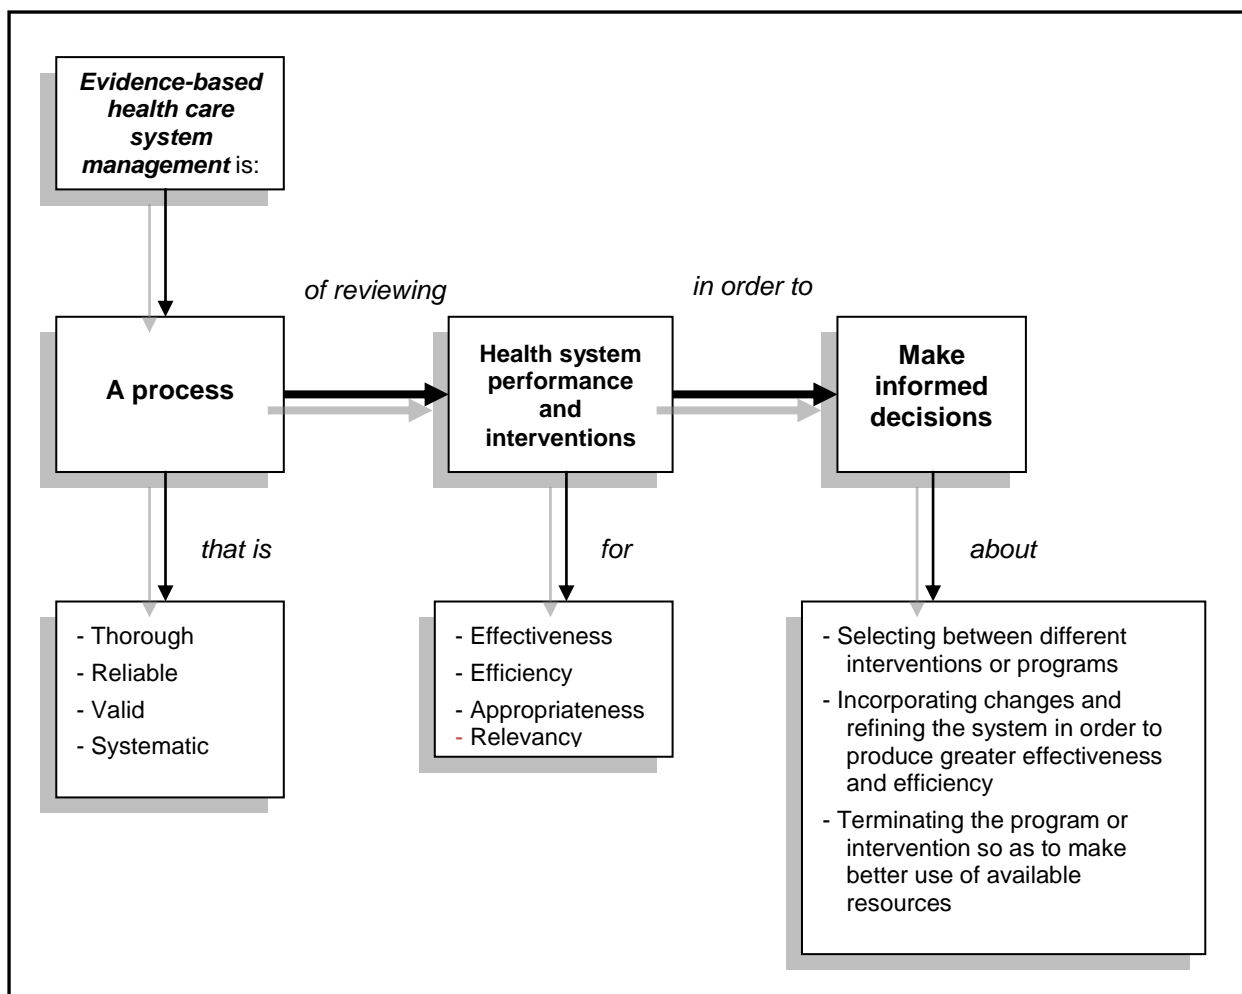 Evidence-based
health care
system
management is:
of reviewing
in order to
A process
Health system
performance
and
interventions
Make
informed
decisions
that is
for
about
- Thorough
- Reliable
- Valid
- Systematic
- Effectiveness
- Efficiency
- Appropriateness
- Relevancy
- Selecting between different
interventions or programs
- Incorporating changes and
refining the system in order to
produce greater effectiveness
and efficiency
- Terminating the program or
intervention so as to make
better use of available
resources